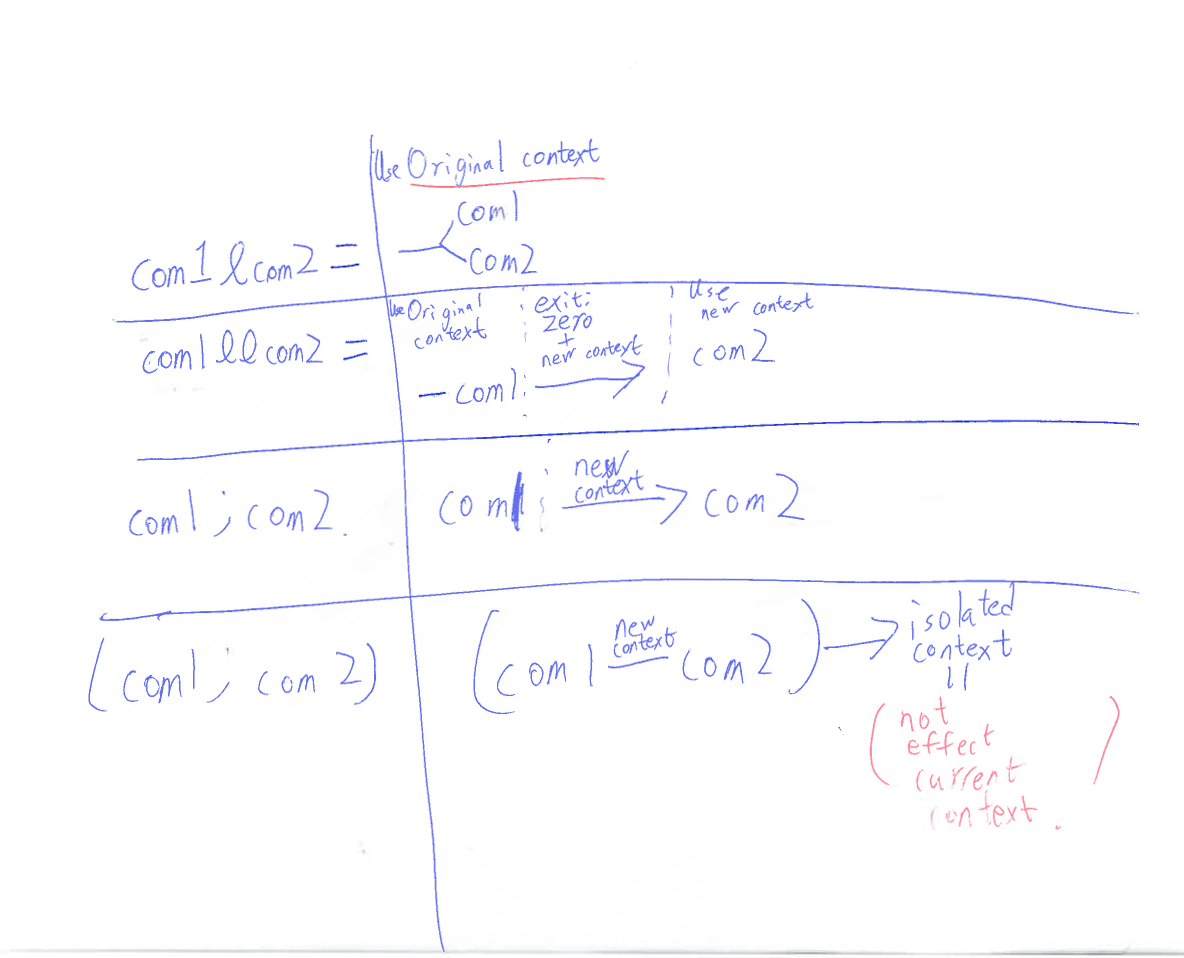 Use Original context
com1
com1 & com2 =
com2
Use Original context
exit: zero + new context
Use new context
com1 && com2 =
com2
— com1
com1 ; com2.
com1 ; new context com2
(com1 ; com 2)
(com1 new context com2)
isolated
context
||
( not )
effect
current
context.